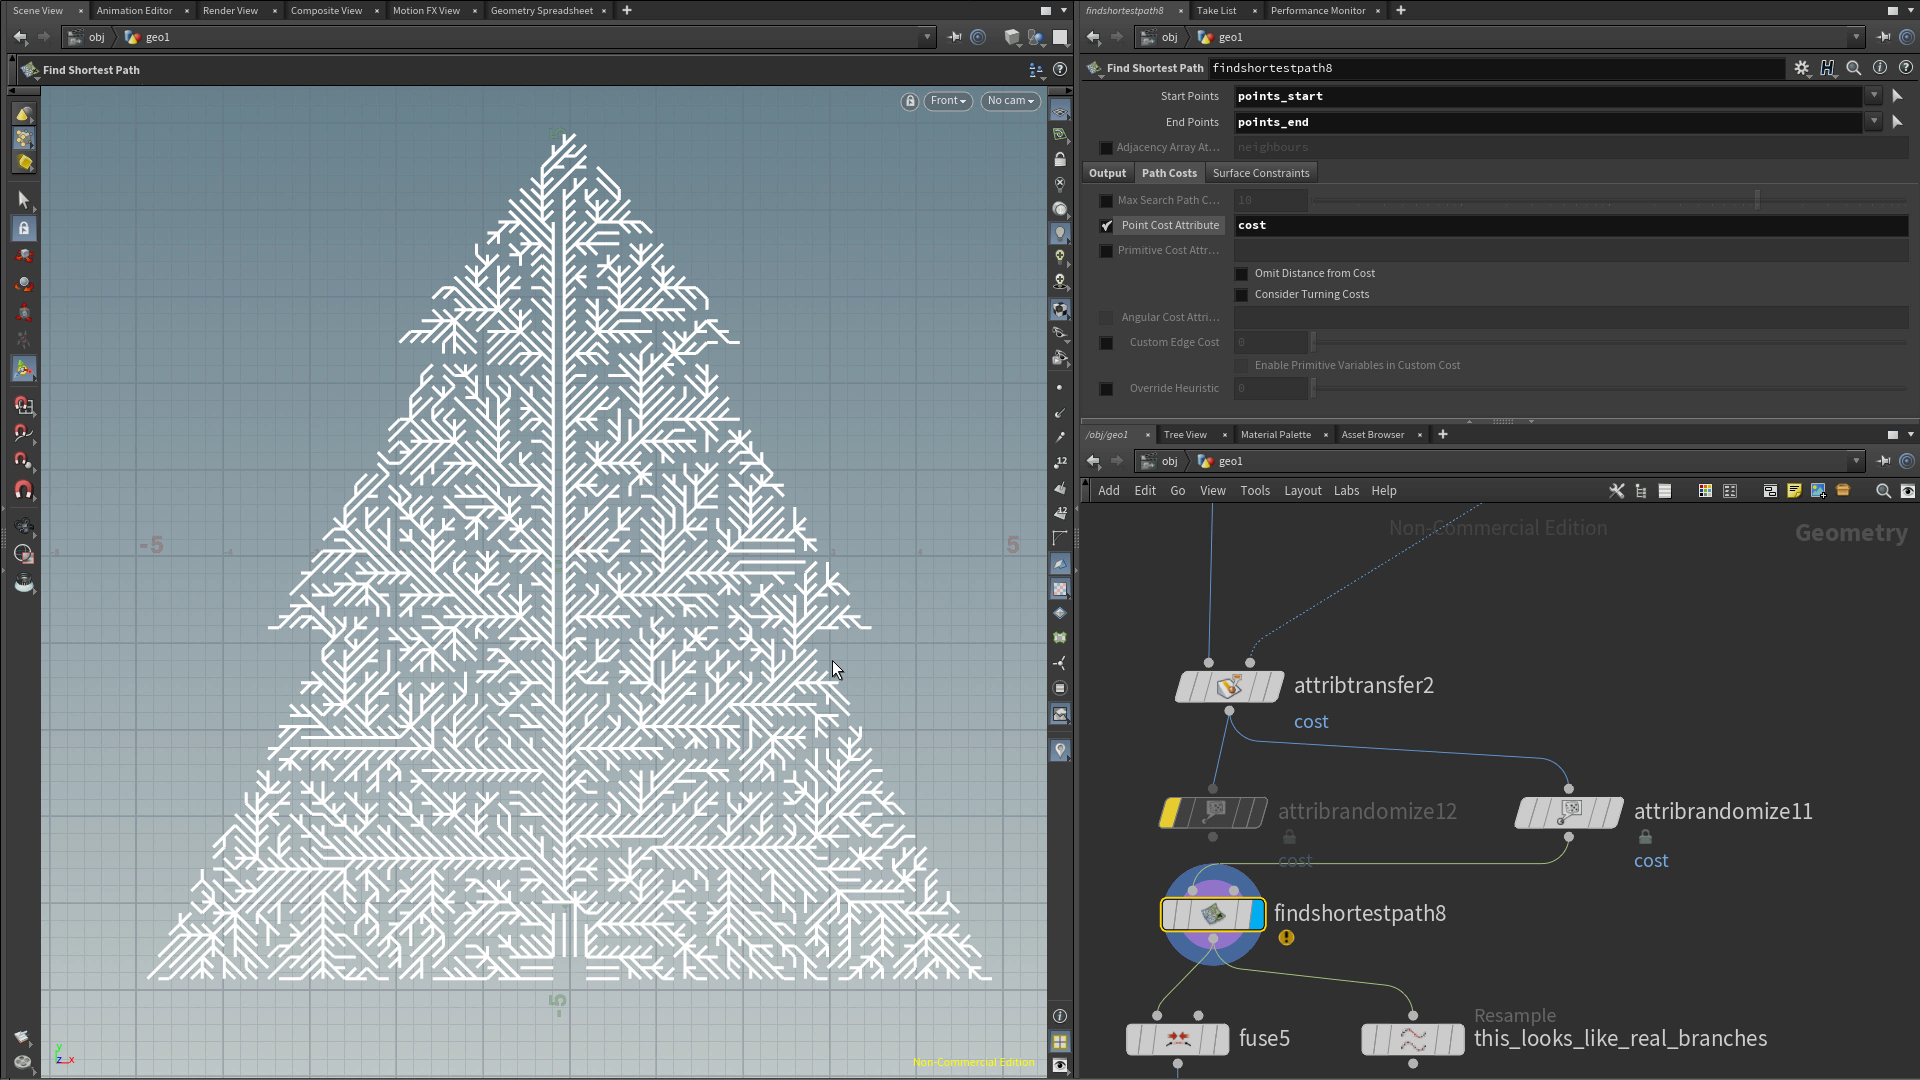 Scene View
Animation Editor
Render View
Composite View
Motion FX View
Geometry Spreadsheet
obj
geo1
Find Shortest Path
Front
No cam
-5
5
-5
Non-Commercial Edition
y
z x
12
12
findshortestpath8
Take List
Performance Monitor
obj
geo1
Find Shortest Path
findshortestpath8
Start Points
points_start
End Points
points_end
Adjacency Array At...
neighbours
Output
Path Costs
Surface Constraints
Max Search Path C...
10
Point Cost Attribute
cost
Primitive Cost Attr...
Omit Distance from Cost
Consider Turning Costs
Angular Cost Attri...
Custom Edge Cost
0
Enable Primitive Variables in Custom Cost
Override Heuristic
0
/obj/geo1
Tree View
Material Palette
Asset Browser
obj
geo1
Add Edit Go View Tools Layout Labs Help
Non-Commercial Edition
Geometry
attribtransfer2
cost
attribrandomize12
cost
attribrandomize11
cost
findshortestpath8
fuse5
Resample
this_looks_like_real_branches